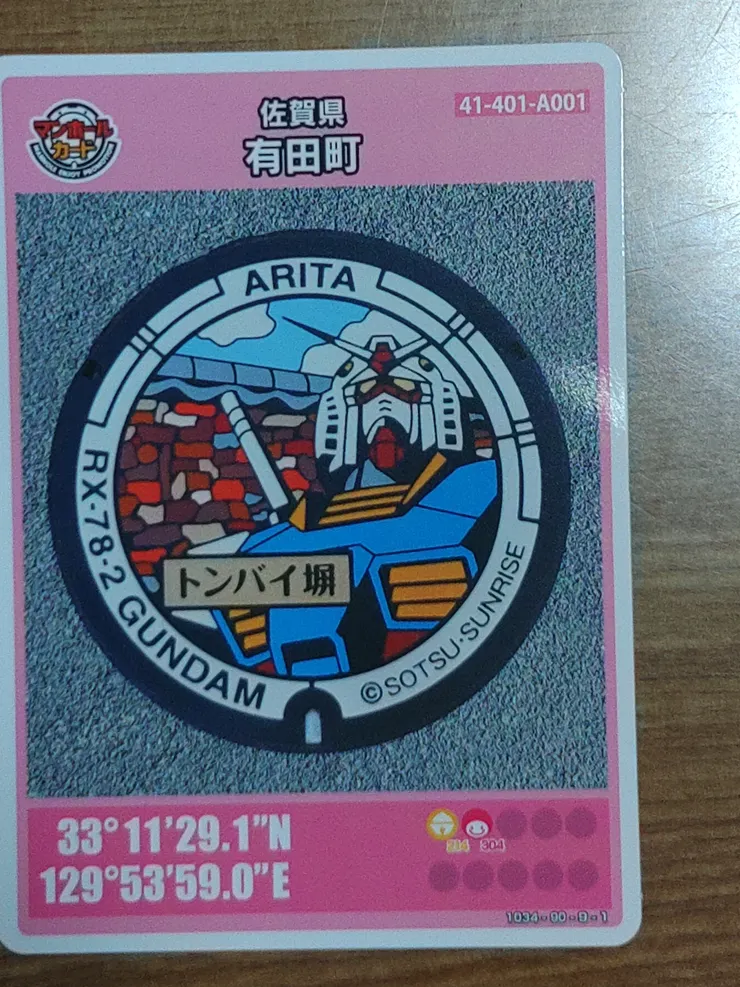 マンホール
カード
佐賀県
有田町
41-401-A001
ARITA
RX-78-2 GUNDAM
トンバイ塀
©SOTSU・SUNRISE
33°11'29.1"N
129°53'59.0"E
304
1034-00-9-1